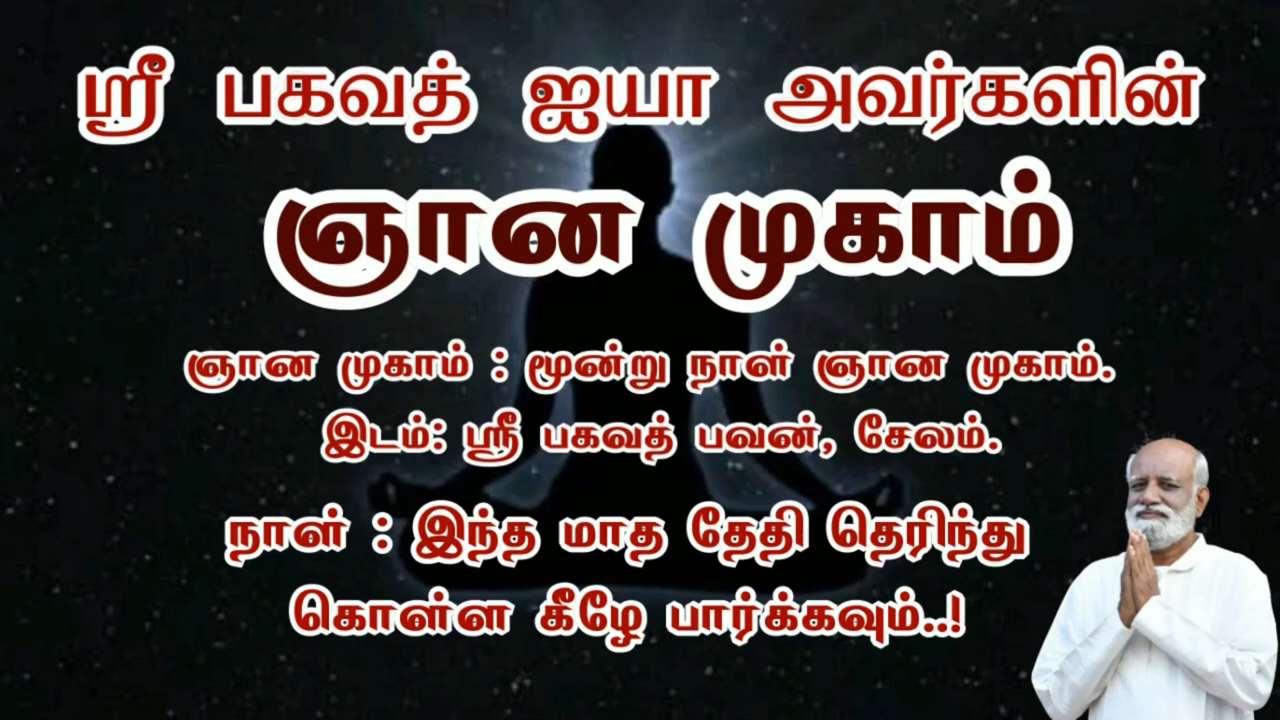 ஸ்ரீ பகவத் ஐயா அவர்களின்
ஞான முகாம்
ஞான முகாம் : மூன்று நாள் ஞான முகாம்.
இடம்: ஸ்ரீ பகவத் பவன், சேலம்.
நாள் : இந்த மாத தேதி தெரிந்து
கொள்ள கீழே பார்க்கவும்..!